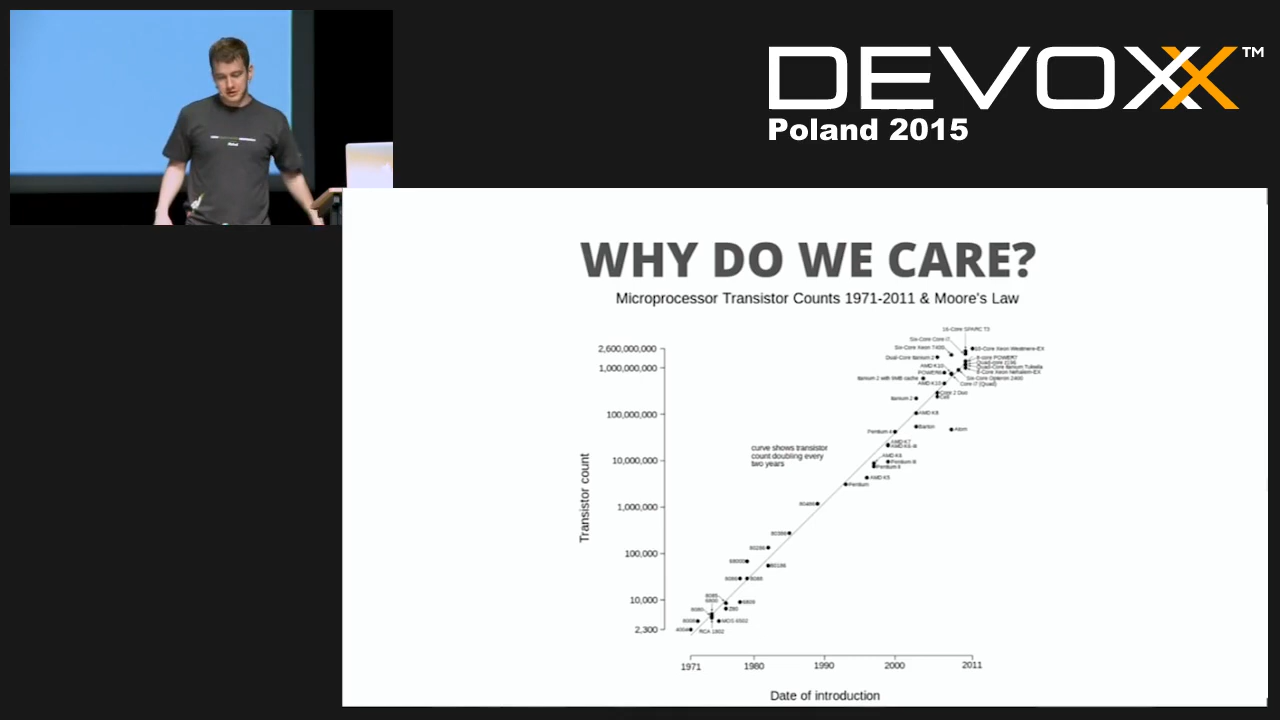 DEVOXX™
Poland 2015
WHY DO WE CARE?
Microprocessor Transistor Counts 1971-2011 & Moore's Law
16-Core SPARC T3
Six-Core Core i7
Six-Core Xeon 7400
10-Core Xeon Westmere-EX
Dual-Core Itanium 2
8-core POWER7
Quad-core z196
AMD K10
Quad-Core Itanium Tukwila
POWER6
8-Core Xeon Nehalem-EX
Itanium 2 with 9MB cache
Six-Core Opteron 2400
AMD K10
Core i7 (Quad)
Core 2 Duo
Itanium 2
Cell
AMD K8
Pentium 4
Barton
Atom
AMD K7
AMD K6-III
curve shows transistor
count doubling every
two years
AMD K6
Pentium III
Pentium II
AMD K5
Pentium
80486
80386
80286
68000
80186
8086
8088
8085
6800
6809
8080
Z80
8008
MOS 6502
4004
RCA 1802
2,600,000,000
1,000,000,000
100,000,000
10,000,000
1,000,000
100,000
10,000
2,300
Transistor count
1971
1980
1990
2000
2011
Date of introduction